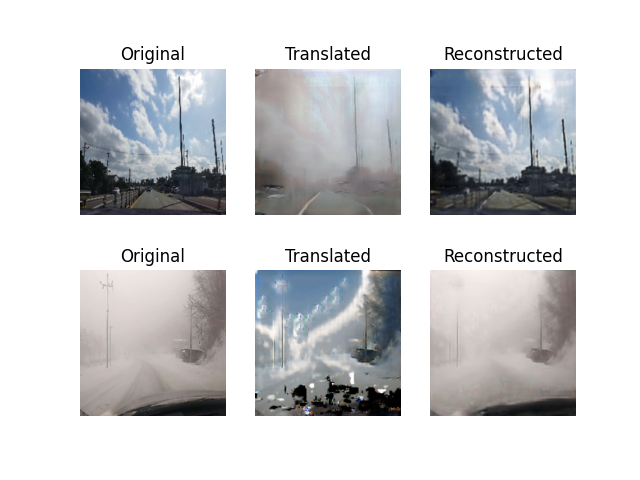 Original
Translated
Reconstructed
Original
Translated
Reconstructed